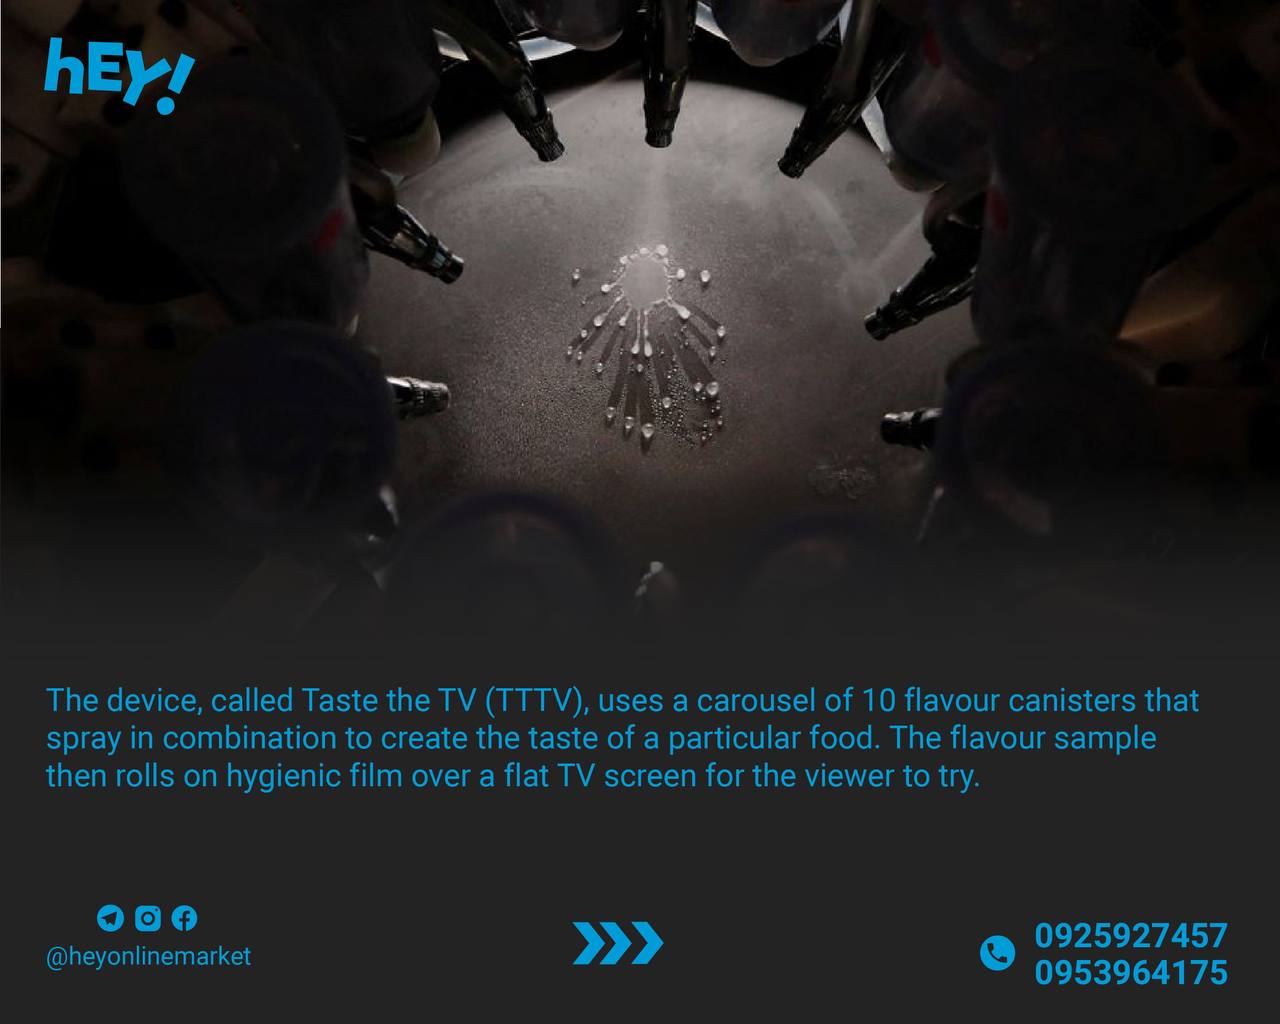 hEy!
The device, called Taste the TV (TTTV), uses a carousel of 10 flavour canisters that
spray in combination to create the taste of a particular food. The flavour sample
then rolls on hygienic film over a flat TV screen for the viewer to try.
@heyonlinemarket
0925927457
0953964175